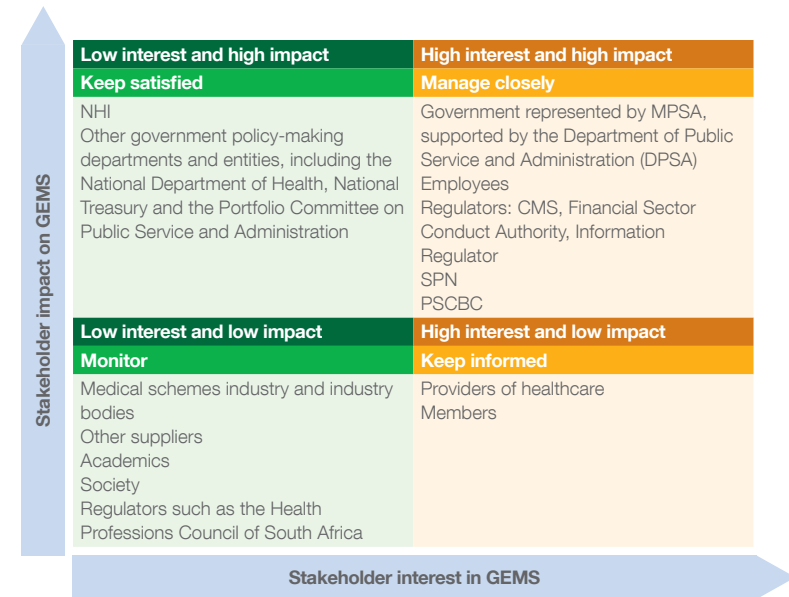 Stakeholder impact on GEMS
Low interest and high impact
Keep satisfied
NHI
Other government policy-making
departments and entities, including the
National Department of Health, National
Treasury and the Portfolio Committee on
Public Service and Administration
High interest and high impact
Manage closely
Government represented by MPSA,
supported by the Department of Public
Service and Administration (DPSA)
Employees
Regulators: CMS, Financial Sector
Conduct Authority, Information
Regulator
SPN
PSCBC
Low interest and low impact
Monitor
Medical schemes industry and industry
bodies
Other suppliers
Academics
Society
Regulators such as the Health
Professions Council of South Africa
High interest and low impact
Keep informed
Providers of healthcare
Members
Stakeholder interest in GEMS